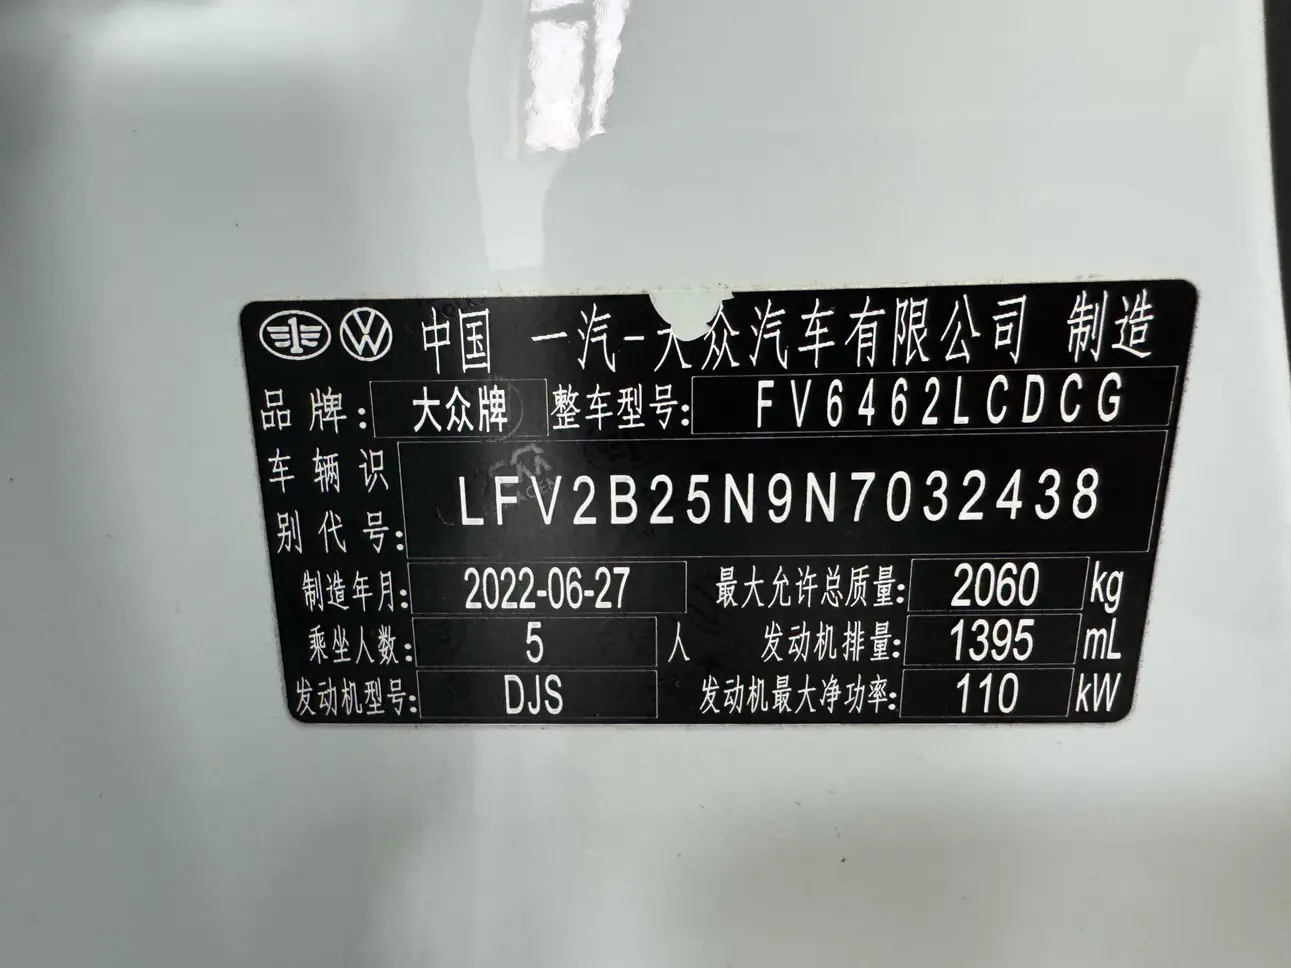 中国 一汽-大众汽车有限公司 制造
品牌: 大众牌 整车型号: FV6462LCDCG
车辆识别代号: LFV2B25N9N7032438
制造年月: 2022-06-27 最大允许总质量: 2060 kg
乘坐人数: 5 人 发动机排量: 1395 mL
发动机型号: DJS 发动机最大净功率: 110 kW